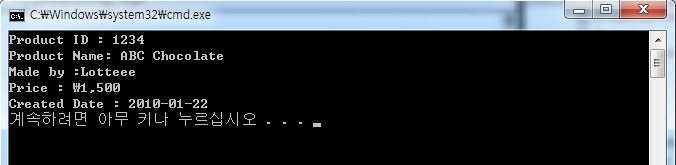 C:₩Windows₩system32₩cmd.exe
Product ID : 1234
Product Name: ABC Chocolate
Made by :Lotteee
Price : ₩1,500
Created Date : 2010-01-22
계속하려면 아무 키나 누르십시오 . . .